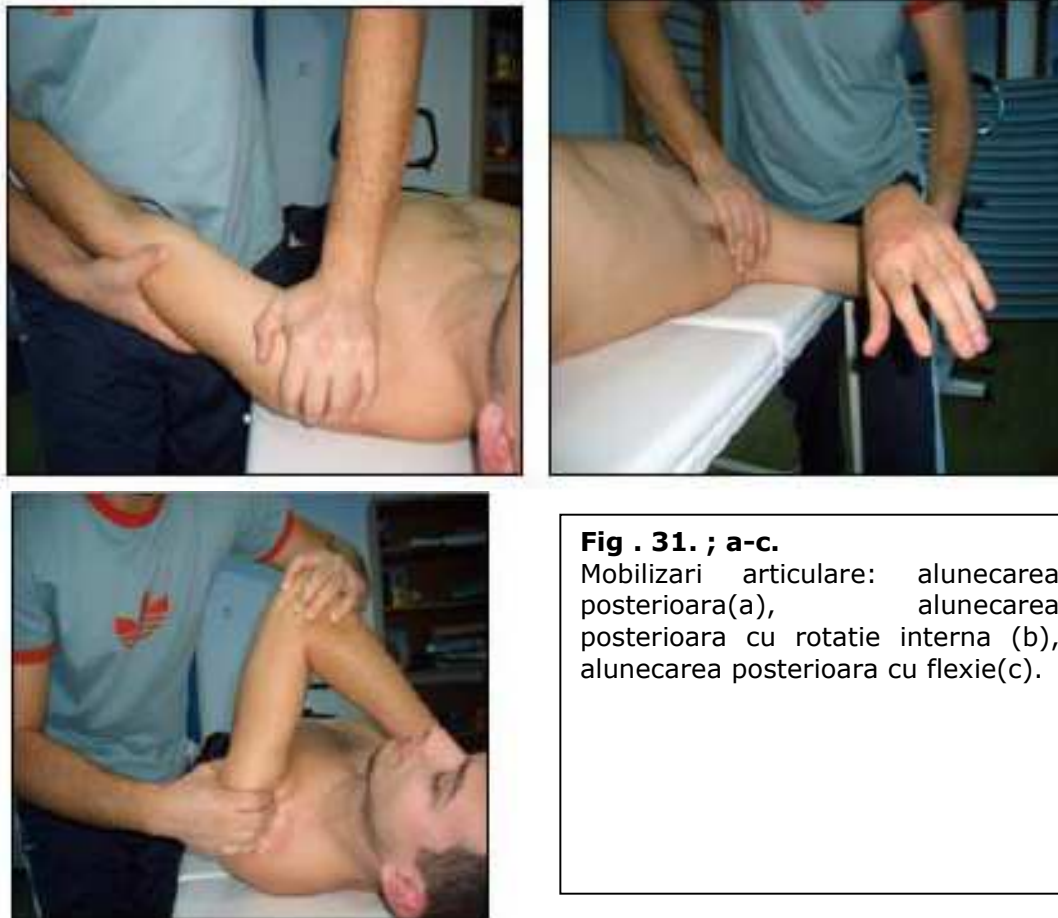 Fig . 31. ; a-c.
Mobilizari articulare: alunecarea
posterioara(a), alunecarea
posterioara cu rotatie interna (b),
alunecarea posterioara cu flexie(c).